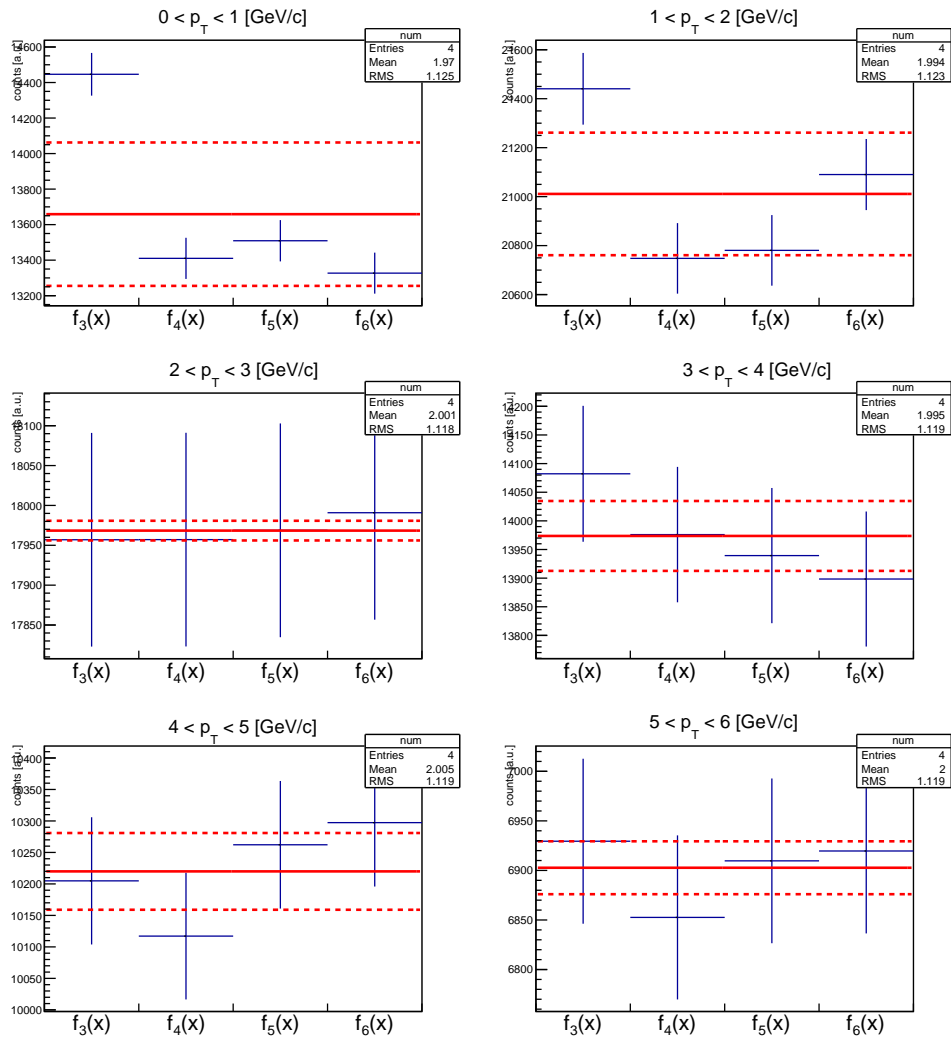 0 < p_T < 1 [GeV/c]
counts [a.u.]
num
Entries 4
Mean 1.97
RMS 1.125
14600
14400
14200
14000
13800
13600
13400
13200
f_3(x) f_4(x) f_5(x) f_6(x)
1 < p_T < 2 [GeV/c]
counts [a.u.]
num
Entries 4
Mean 1.994
RMS 1.123
21600
21400
21200
21000
20800
20600
f_3(x) f_4(x) f_5(x) f_6(x)
2 < p_T < 3 [GeV/c]
counts [a.u.]
num
Entries 4
Mean 2.001
RMS 1.118
18100
18050
18000
17950
17900
17850
f_3(x) f_4(x) f_5(x) f_6(x)
3 < p_T < 4 [GeV/c]
counts [a.u.]
num
Entries 4
Mean 1.995
RMS 1.119
14200
14150
14100
14050
14000
13950
13900
13850
13800
f_3(x) f_4(x) f_5(x) f_6(x)
4 < p_T < 5 [GeV/c]
counts [a.u.]
num
Entries 4
Mean 2.005
RMS 1.119
10400
10350
10300
10250
10200
10150
10100
10050
10000
f_3(x) f_4(x) f_5(x) f_6(x)
5 < p_T < 6 [GeV/c]
counts [a.u.]
num
Entries 4
Mean 2
RMS 1.119
7000
6950
6900
6850
6800
f_3(x) f_4(x) f_5(x) f_6(x)